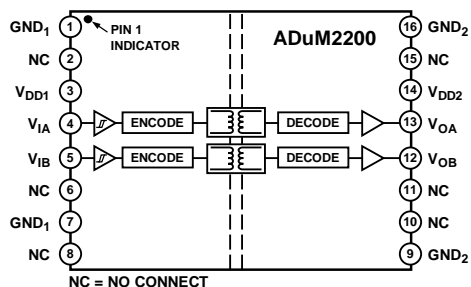 GND1 1 PIN 1 INDICATOR ADuM2200 16 GND2
NC 2 15 NC
VDD1 3 14 VDD2
VIA 4 ENCODE DECODE 13 VOA
VIB 5 ENCODE DECODE 12 VOB
NC 6 11 NC
GND1 7 10 NC
NC 8 9 GND2
NC = NO CONNECT